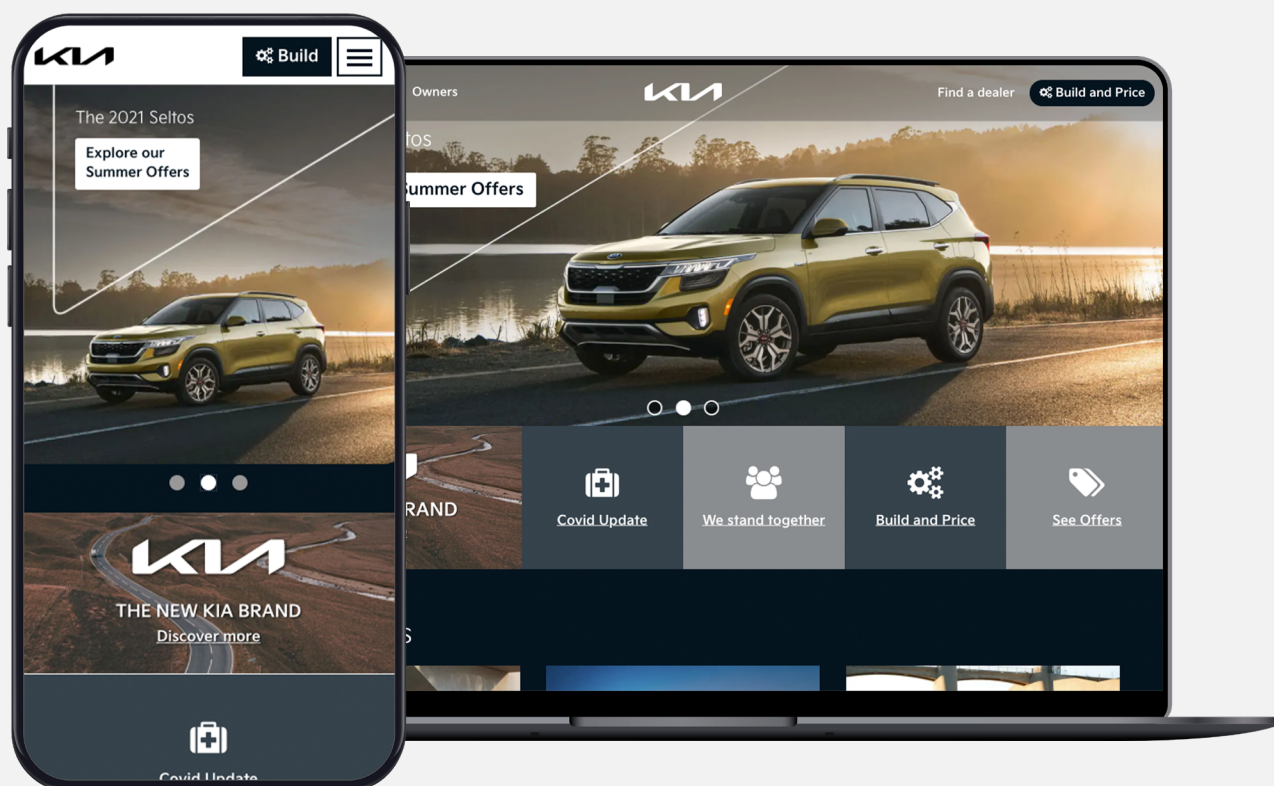 KIA
Build
The 2021 Seltos
Explore our
Summer Offers
KIA
THE NEW KIA BRAND
Discover more
Covid Update
Owners
KIA
Find a dealer
Build and Price
tos
Summer Offers
RAND
Covid Update
We stand together
Build and Price
See Offers
s